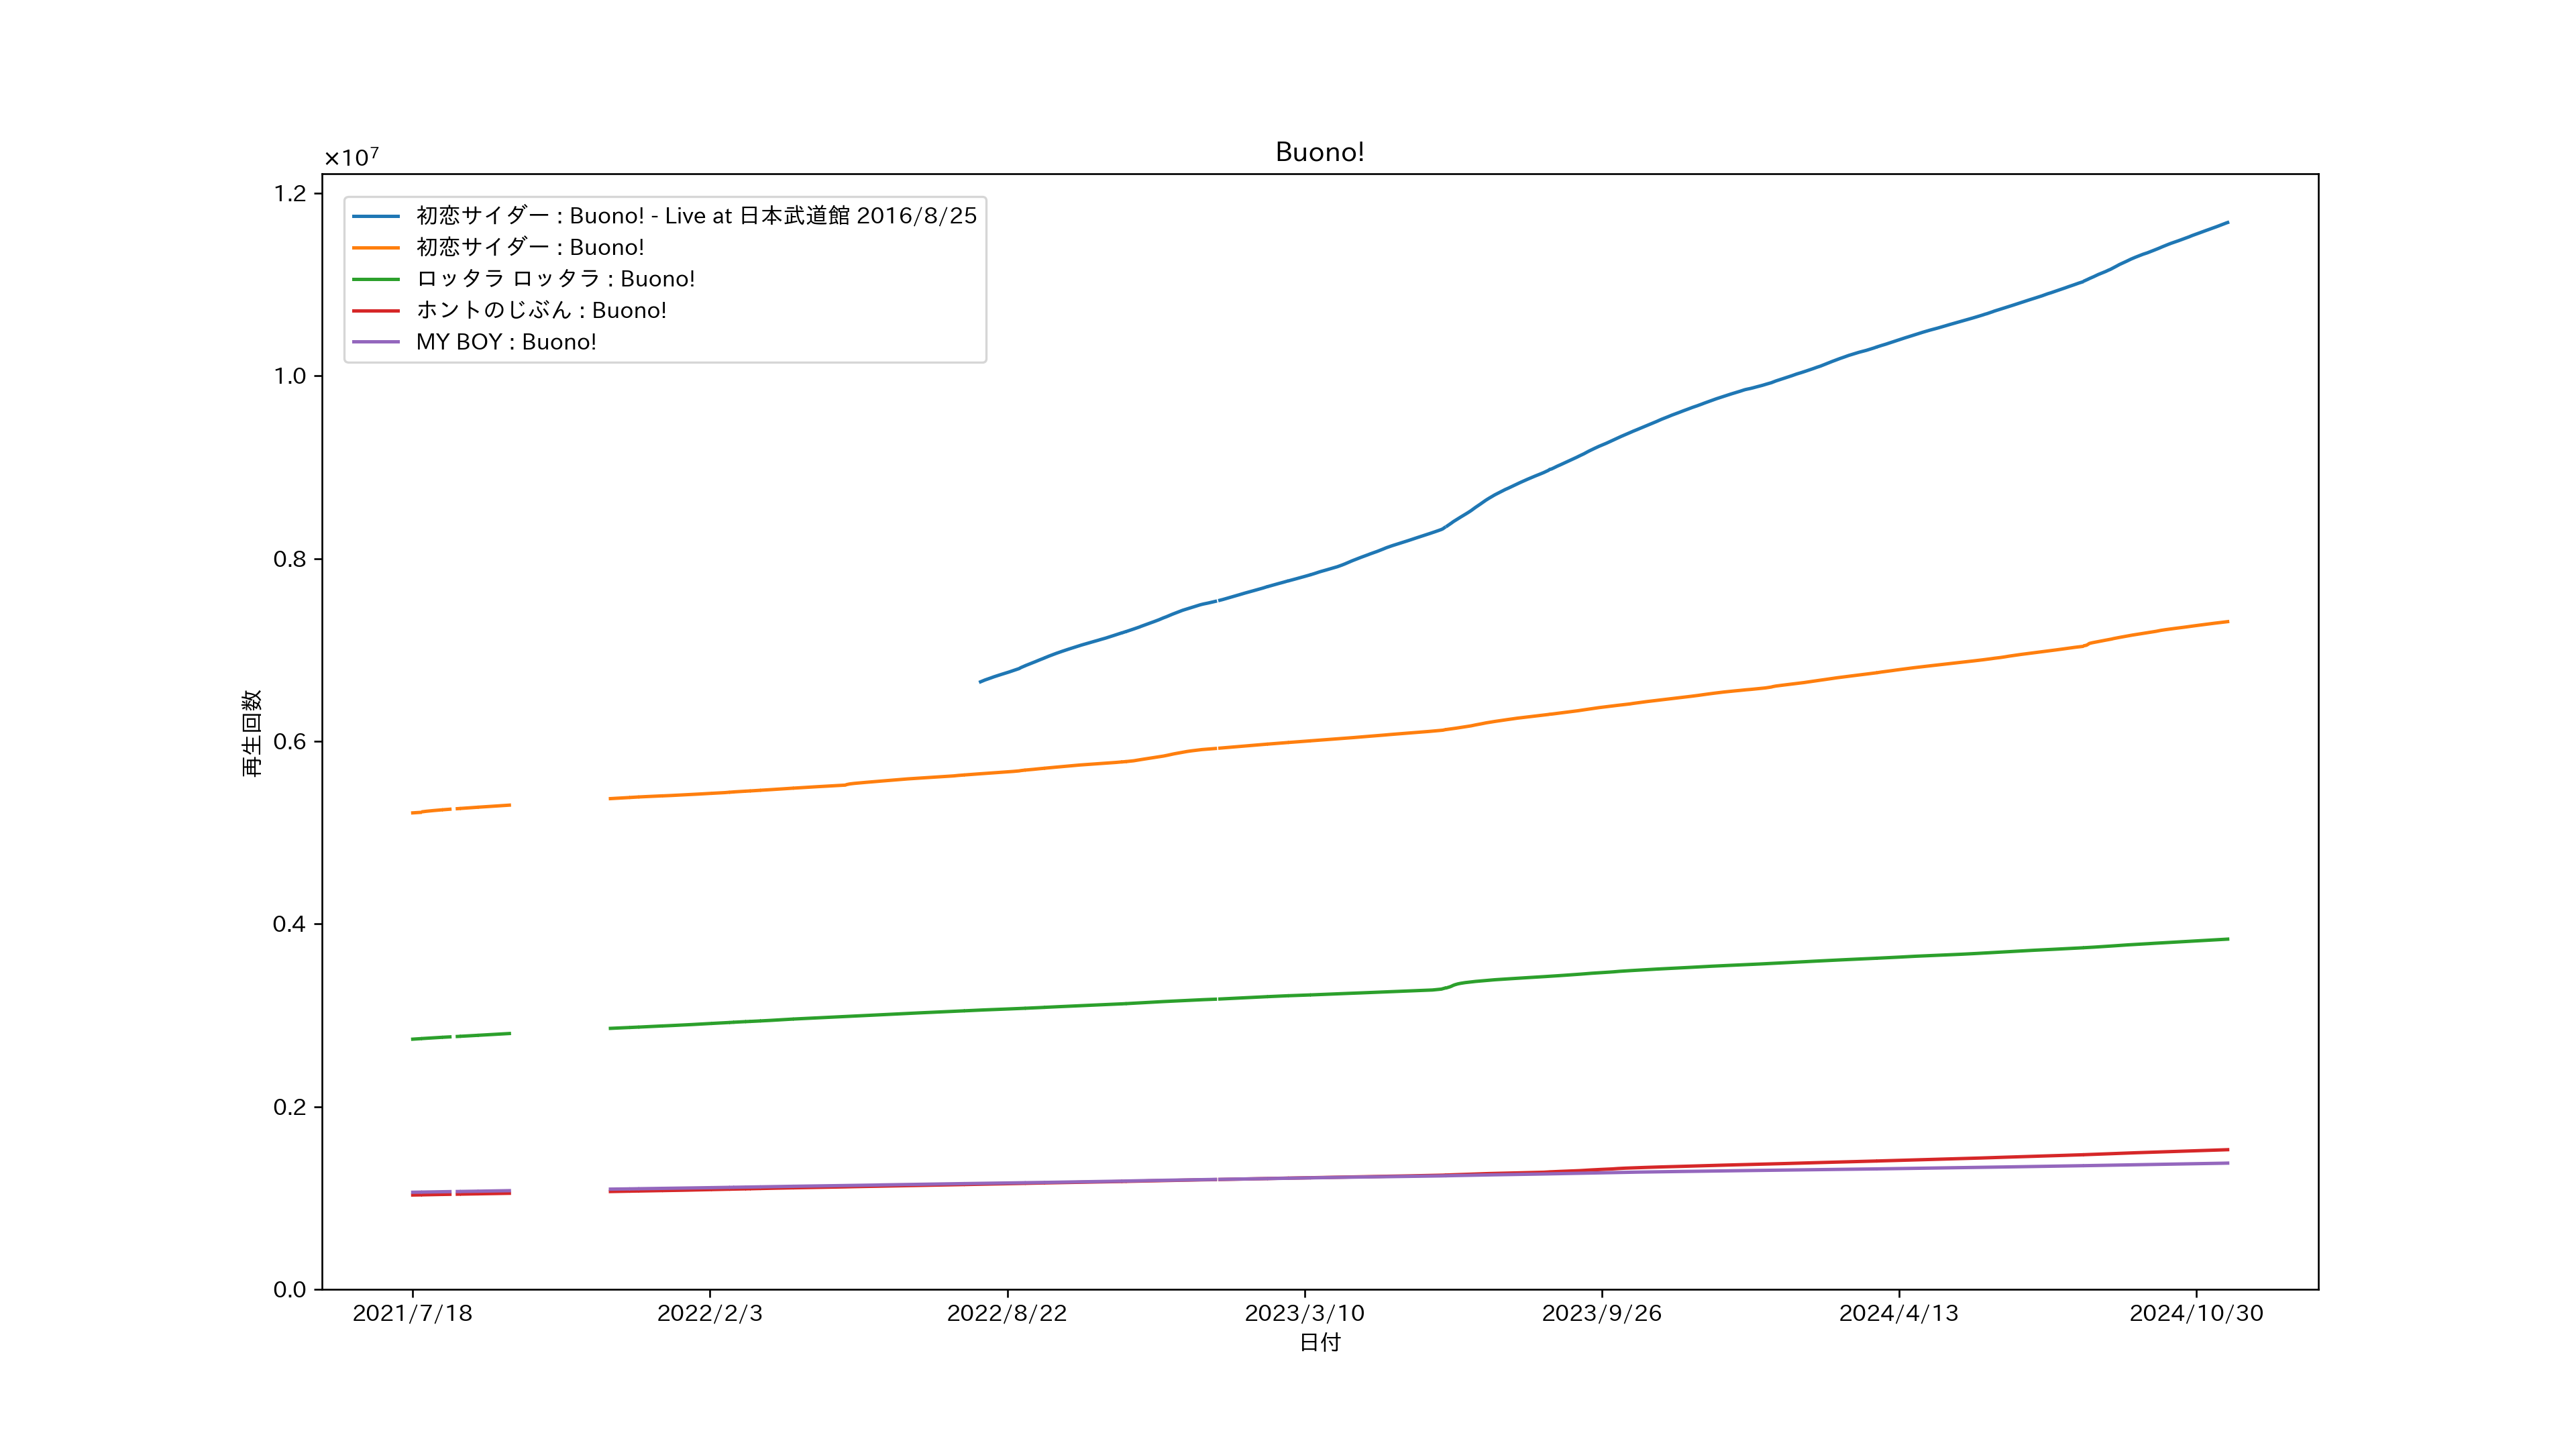 Buono!
×10⁷
1.2
1.0
0.8
0.6
0.4
0.2
0.0
再生回数
初恋サイダー : Buono! - Live at 日本武道館 2016/8/25
初恋サイダー : Buono!
ロッタラ ロッタラ : Buono!
ホントのじぶん : Buono!
MY BOY : Buono!
2021/7/18 2022/2/3 2022/8/22 2023/3/10 2023/9/26 2024/4/13 2024/10/30
日付